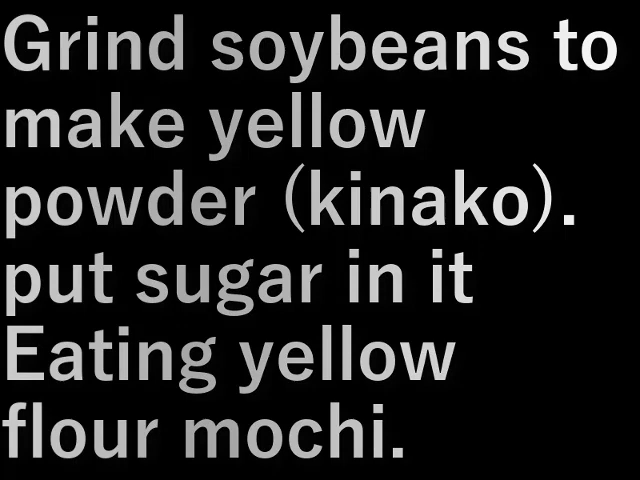 Grind soybeans to
make yellow
powder (kinako).
put sugar in it
Eating yellow
flour mochi.